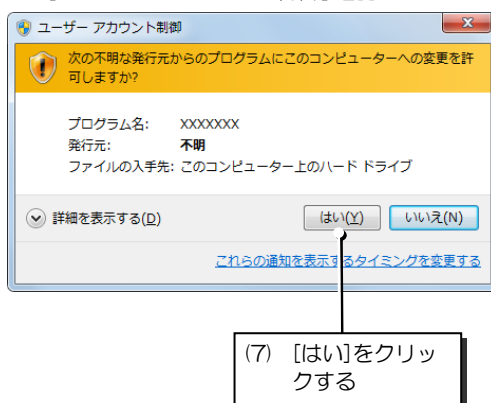 ユーザー アカウント制御
次の不明な発行元からのプログラムにこのコンピューターへの変更を許
可しますか?
プログラム名: XXXXXXX
発行元: 不明
ファイルの入手先: このコンピューター上のハード ドライブ
詳細を表示する(D)
はい(Y)
いいえ(N)
これらの通知を表示するタイミングを変更する
(7) [はい]をクリッ
クする